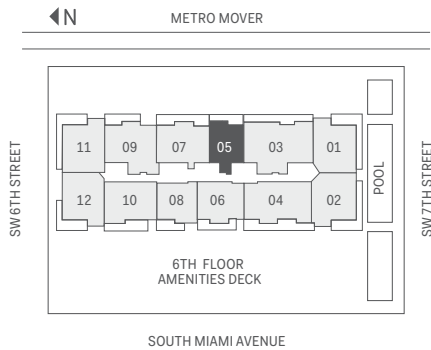 N
METRO MOVER
SW 6TH STREET
11 09 07 05 03 01
12 10 08 06 04 02
POOL
SW 7TH STREET
6TH FLOOR
AMENITIES DECK
SOUTH MIAMI AVENUE